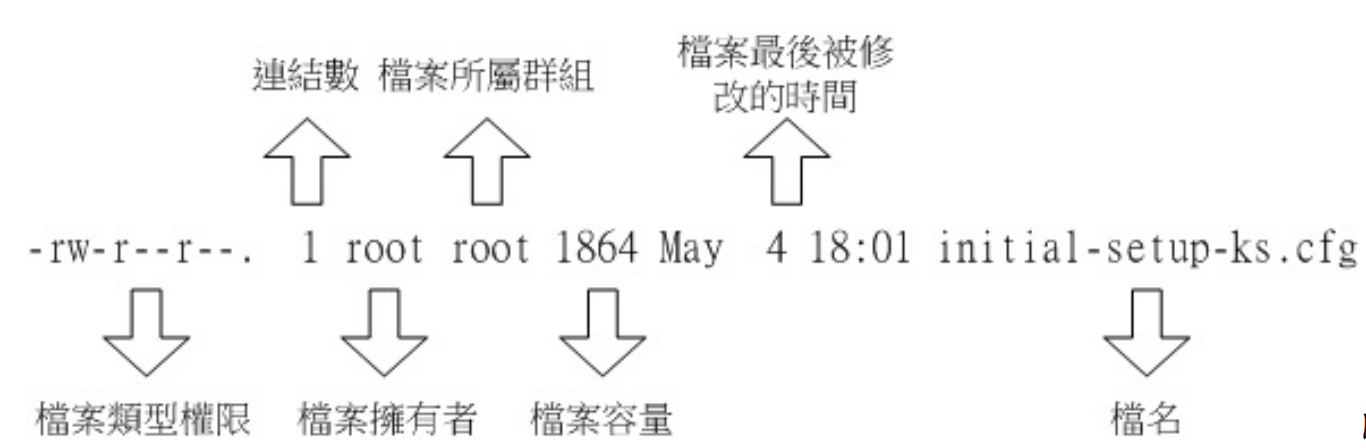 連結數 檔案所屬群組
檔案最後被修
改的時間
-rw-r--r--. 1 root root 1864 May 4 18:01 initial-setup-ks.cfg
檔案類型權限 檔案擁有者 檔案容量 檔名